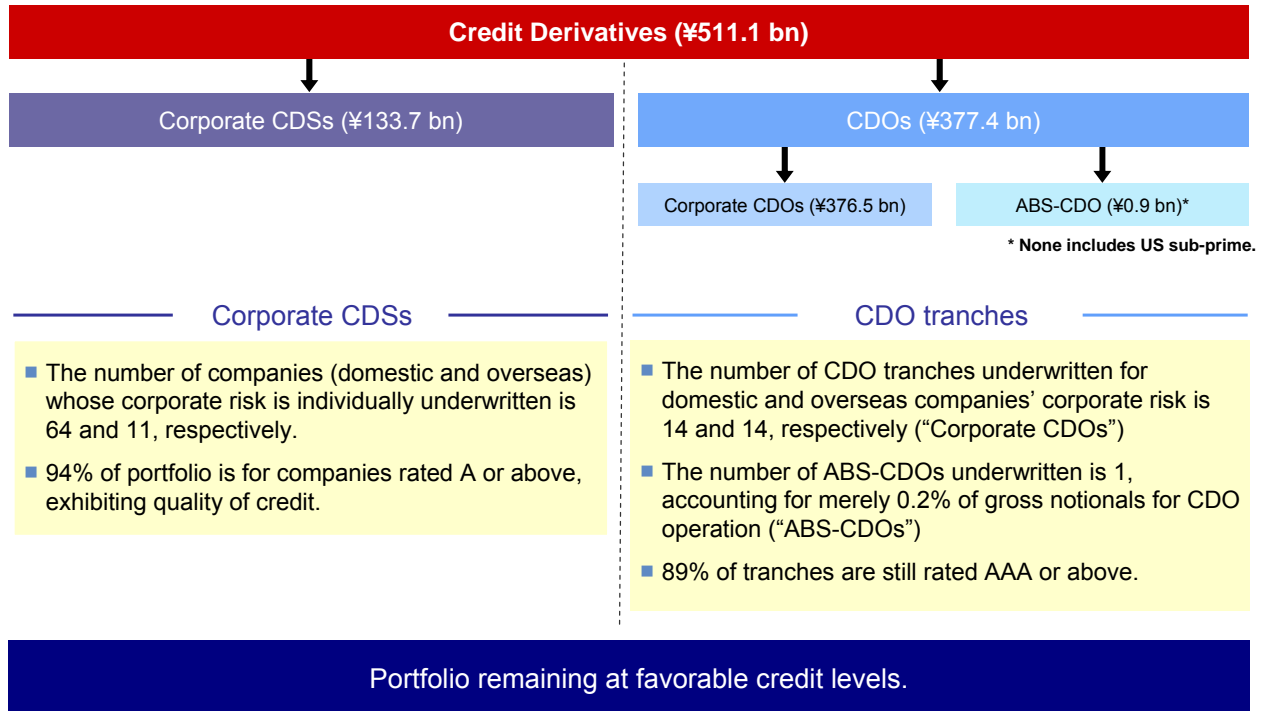 Credit Derivatives (¥511.1 bn)
Corporate CDSs (¥133.7 bn)
CDOs (¥377.4 bn)
Corporate CDOs (¥376.5 bn)
ABS-CDO (¥0.9 bn)*
* None includes US sub-prime.
Corporate CDSs
The number of companies (domestic and overseas)
whose corporate risk is individually underwritten is
64 and 11, respectively.
94% of portfolio is for companies rated A or above,
exhibiting quality of credit.
CDO tranches
The number of CDO tranches underwritten for
domestic and overseas companies’ corporate risk is
14 and 14, respectively (“Corporate CDOs”)
The number of ABS-CDOs underwritten is 1,
accounting for merely 0.2% of gross notionals for CDO
operation (“ABS-CDOs”)
89% of tranches are still rated AAA or above.
Portfolio remaining at favorable credit levels.